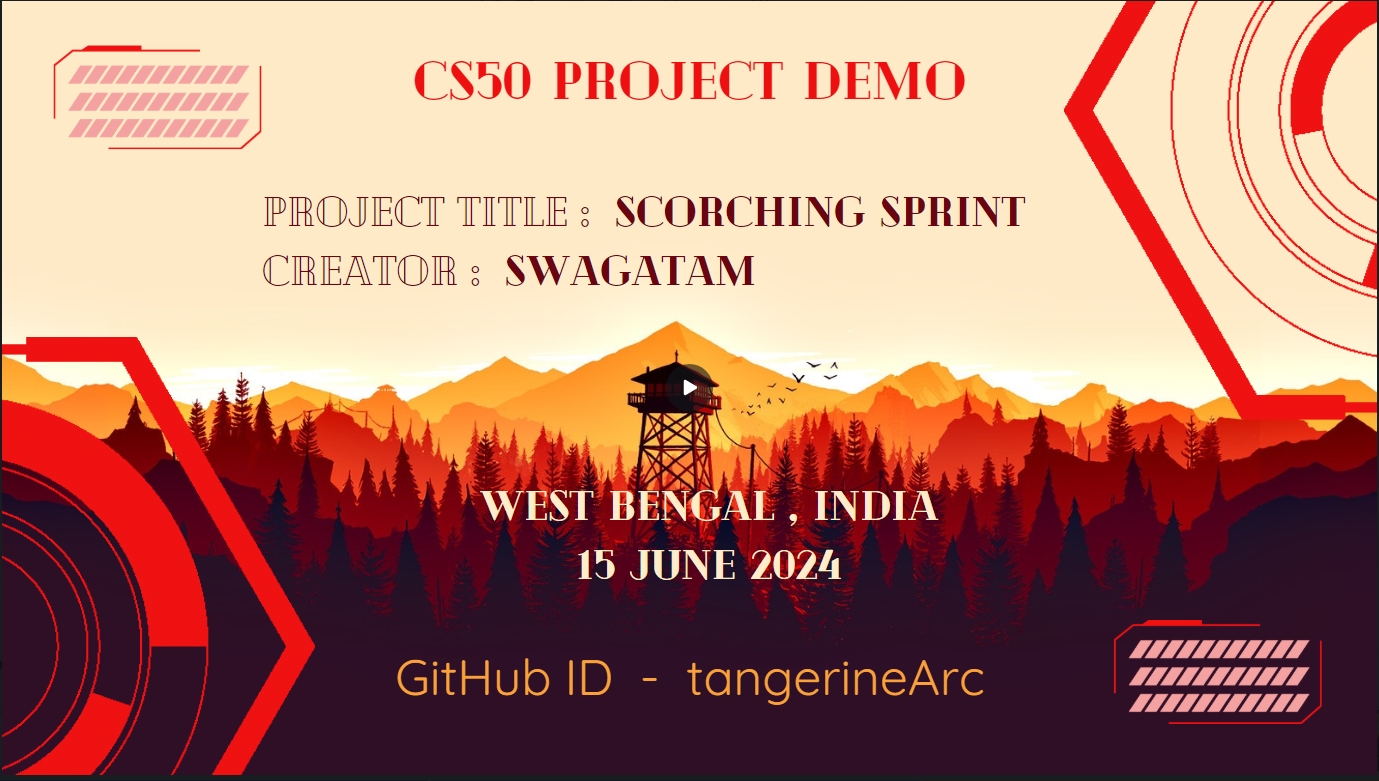 CS50 PROJECT DEMO
PROJECT TITLE : SCORCHING SPRINT
CREATOR : SWAGATAM
WEST BENGAL , INDIA
15 JUNE 2024
GitHub ID - tangerineArc